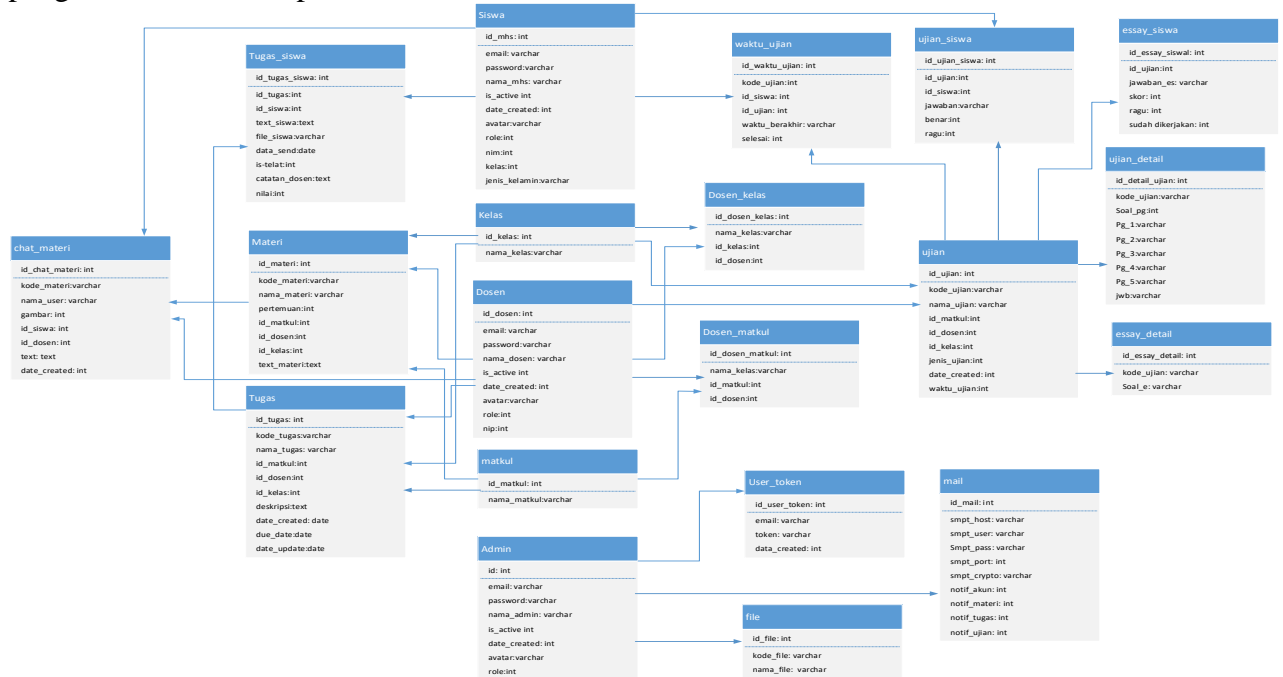 Siswa
id_mhs: int
email: varchar
password:varchar
nama_mhs: varchar
is_active int
date_created: int
avatar:varchar
role:int
nim:int
kelas:int
jenis_kelamin:varchar
Tugas_siswa
id_tugas_siswa: int
id_tugas:int
id_siswa:int
text_siswa:text
file_siswa:varchar
data_send:date
is-telat:int
catatan_dosen:text
nilai:int
waktu_ujian
id_waktu_ujian: int
kode_ujian:varchar
id_siswa: int
id_ujian: int
waktu_berakhir: varchar
selesai: int
ujian_siswa
id_ujian_siswa: int
id_ujian:int
id_siswa:int
jawaban:varchar
benar:int
ragu:int
essay_siswa
id_essay_siswal: int
id_ujian:int
jawaban_es: varchar
skor: int
ragu: int
sudah dikerjakan: int
ujian_detail
id_detail_ujian: int
kode_ujian:varchar
Soal_pg:int
Pg_1:varchar
Pg_2:varchar
Pg_3:varchar
Pg_4:varchar
Pg_5:varchar
jwb:varchar
chat_materi
id_chat_materi: int
kode_materi:varchar
nama_user: varchar
gambar: int
id_siswa: int
id_dosen: int
text: text
date_created: int
Materi
id_materi: int
kode_materi:varchar
nama_materi: varchar
pertemuan:int
id_matkul:int
id_dosen:int
id_kelas:int
text_materi:text
Kelas
id_kelas: int
nama_kelas:varchar
Dosen_kelas
id_dosen_kelas: int
nama_kelas:varchar
id_kelas:int
id_dosen:int
Dosen
id_dosen: int
email: varchar
password:varchar
nama_dosen: varchar
is_active int
date_created: int
avatar:varchar
role:int
nip:int
Dosen_matkul
id_dosen_matkul: int
nama_kelas:varchar
id_matkul:int
id_dosen:int
ujian
id_ujian: int
kode_ujian:varchar
nama_ujian: varchar
id_matkul:int
id_dosen:int
id_kelas:int
jenis_ujian:int
date_created: int
waktu_ujian:int
essay_detail
id_essay_detail: int
kode_ujian: varchar
Soal_e: varchar
Tugas
id_tugas: int
kode_tugas:varchar
nama_tugas: varchar
id_matkul:int
id_dosen:int
id_kelas:int
deskripsi:text
date_created: date
due_date:date
date_update:date
matkul
id_matkul: int
nama_matkul:varchar
Admin
id: int
email: varchar
password:varchar
nama_admin: varchar
is_active int
date_created: int
avatar:varchar
role:int
User_token
id_user_token: int
email: varchar
token: varchar
data_created: int
file
id_file: int
kode_file: varchar
nama_file: varchar
mail
id_mail: int
smpt_host: varchar
smpt_user: varchar
Smpt_pass: varchar
smpt_port: int
smpt_crypto: varchar
notif_akun: int
notif_materi: int
notif_tugas: int
notif_ujian: int